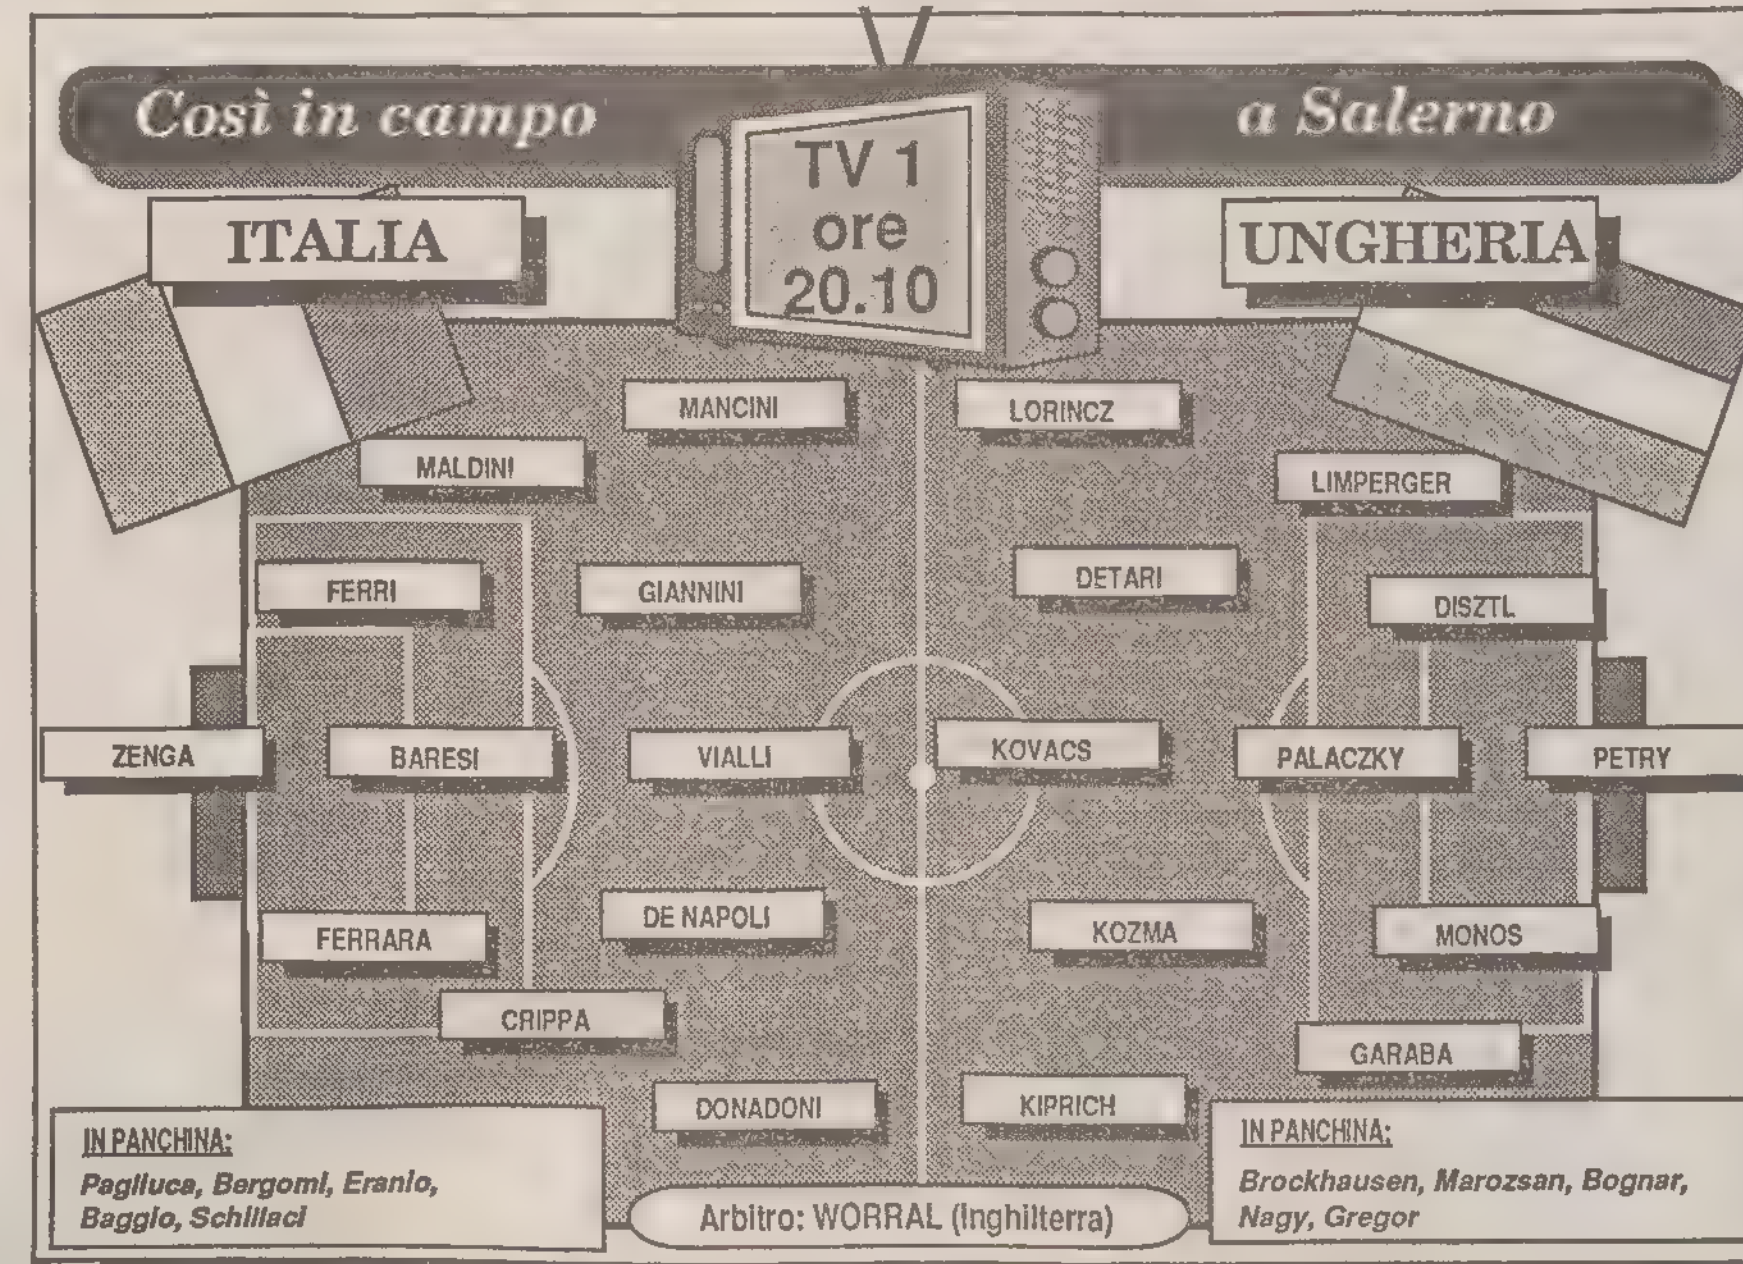 Così in campo
a Salerno
TV 1
ore
20.10
ITALIA
UNGHERIA
MANCINI
LORINCZ
MALDINI
LIMPERGER
FERRI
GIANNINI
DETARI
DISZTL
ZENGA
BARESI
VIALLI
KOVACS
PALACZKY
PETRY
FERRARA
DE NAPOLI
KOZMA
MONOS
CRIPPA
GARABA
DONADONI
KIPRICH
IN PANCHINA:
Pagliuca, Bergomi, Eranio,
Baggio, Schillaci
Arbitro: WORRAL (Inghilterra)
IN PANCHINA:
Brockhausen, Marozsan, Bognar,
Nagy, Gregor